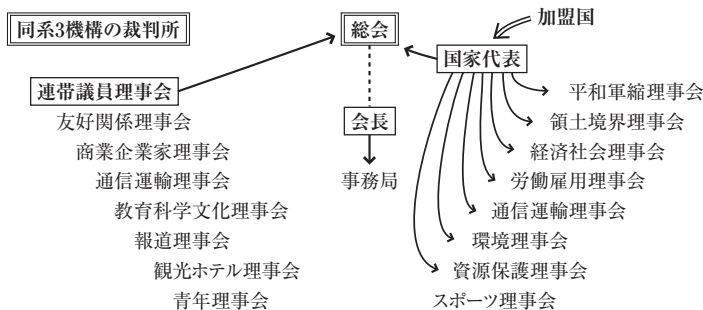 同系3機構の裁判所
総会
加盟国
国家代表
連帯議員理事会
友好関係理事会
商業企業家理事会
通信運輸理事会
教育科学文化理事会
報道理事会
観光ホテル理事会
青年理事会
会長
事務局
平和軍縮理事会
領土境界理事会
経済社会理事会
労働雇用理事会
通信運輸理事会
環境理事会
資源保護理事会
スポーツ理事会